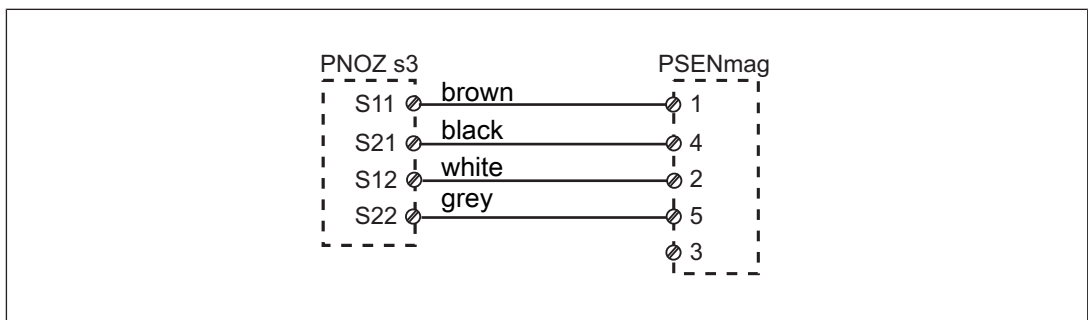 PNOZ s3 PSENmag
S11 brown 1
S21 black 4
S12 white 2
S22 grey 5
3